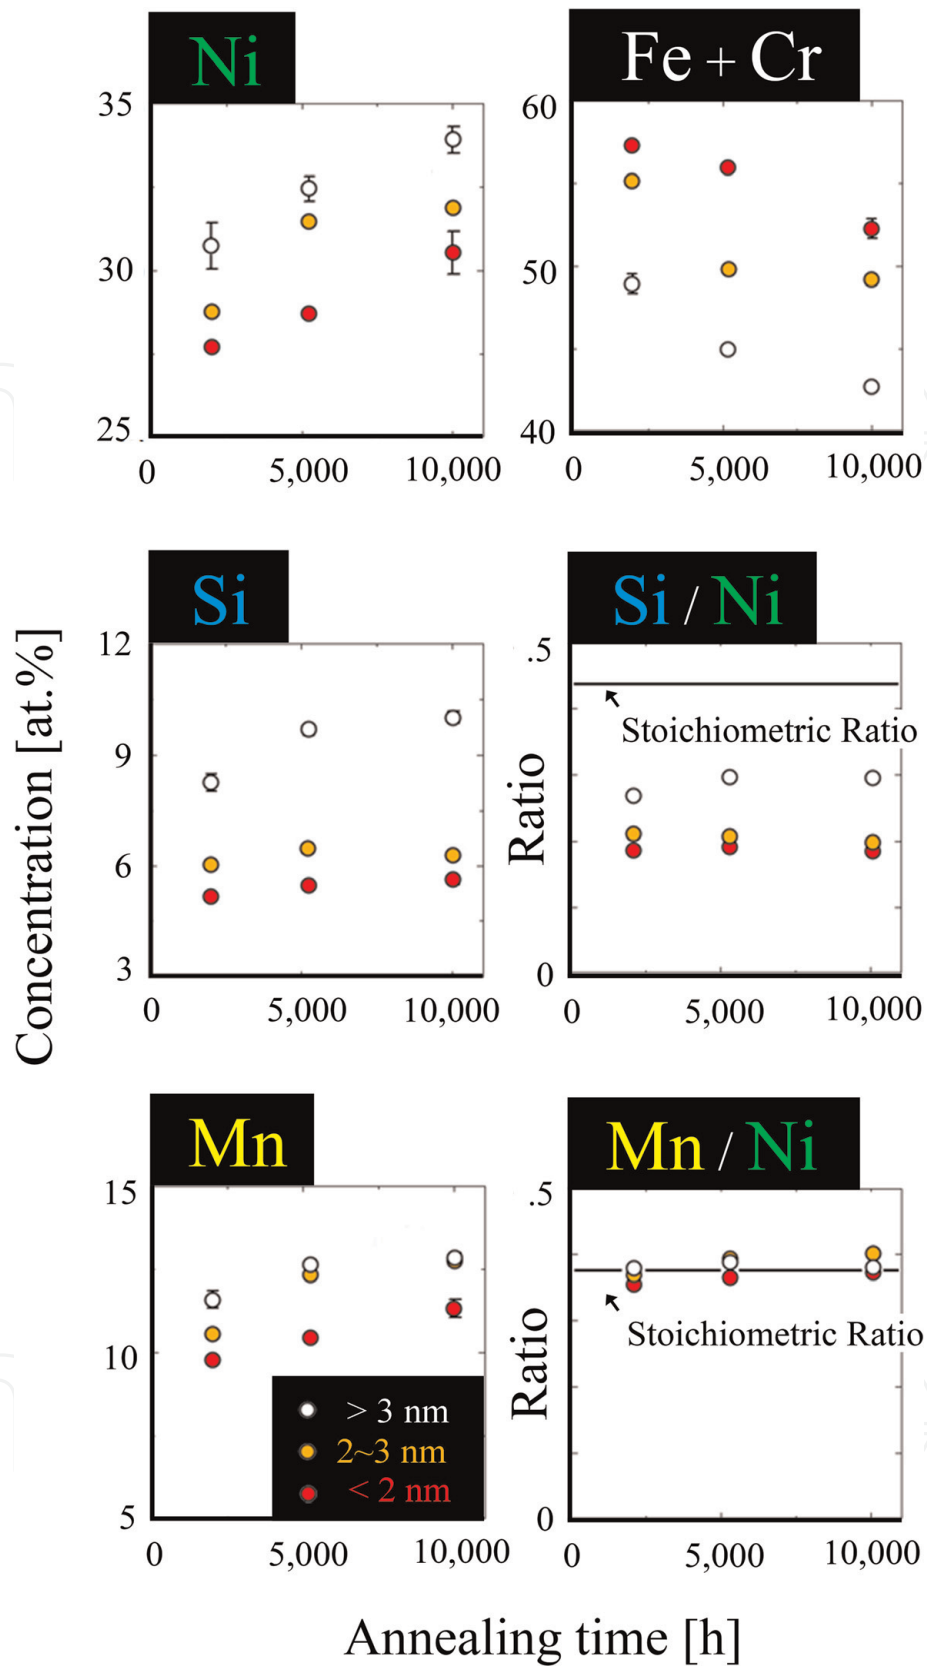 Ni
35
30
25
0 5,000 10,000
Fe + Cr
60
50
40
0 5,000 10,000
Concentration [at.%]
Si
12
9
6
3
0 5,000 10,000
Si / Ni
.5
Stoichiometric Ratio
Ratio
0
0 5,000 10,000
Mn
15
10
5
> 3 nm
2~3 nm
< 2 nm
0 5,000 10,000
Mn / Ni
.5
Stoichiometric Ratio
Ratio
0
0 5,000 10,000
Annealing time [h]